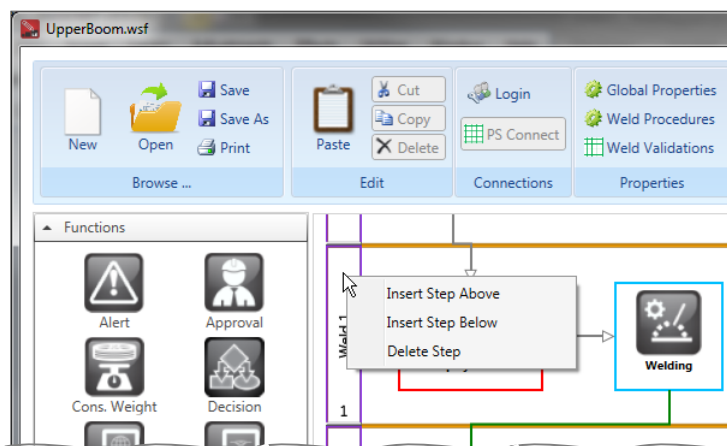 UpperBoom.wsf
New
Open
Save
Save As
Print
Browse ...
Paste
Cut
Copy
Delete
Edit
Login
PS Connect
Connections
Global Properties
Weld Procedures
Weld Validations
Properties
Functions
Alert
Approval
Cons. Weight
Decision
Weld 1
1
Insert Step Above
Insert Step Below
Delete Step
Welding